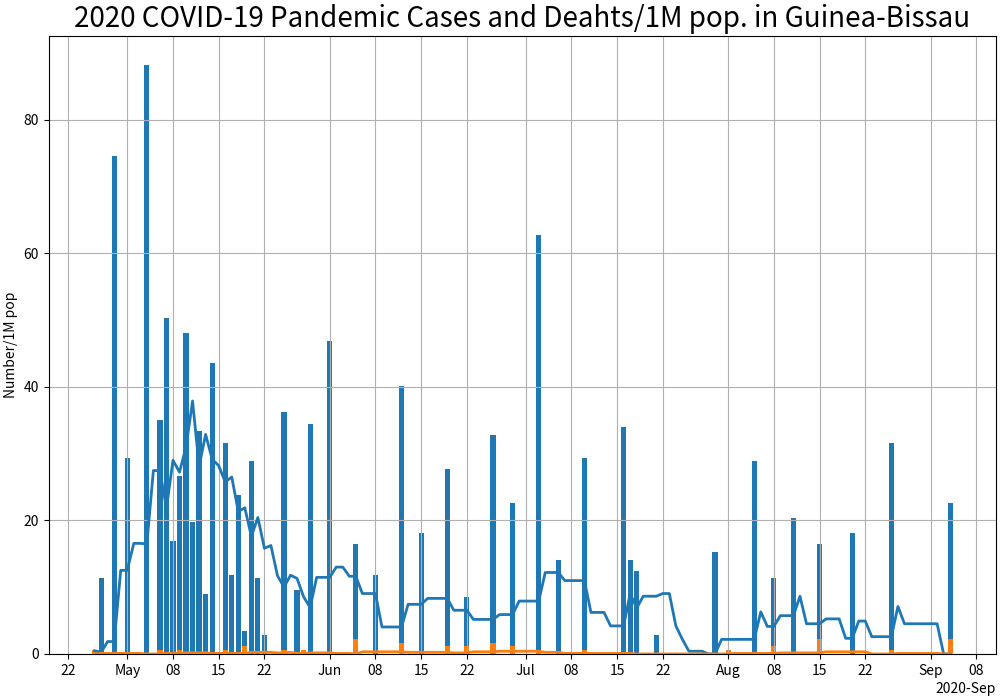 2020 COVID-19 Pandemic Cases and Deahts/1M pop. in Guinea-Bissau
Number/1M pop
80
60
40
20
0
22 May 08 15 22 Jun 08 15 22 Jul 08 15 22 Aug 08 15 22 Sep 08
2020-Sep